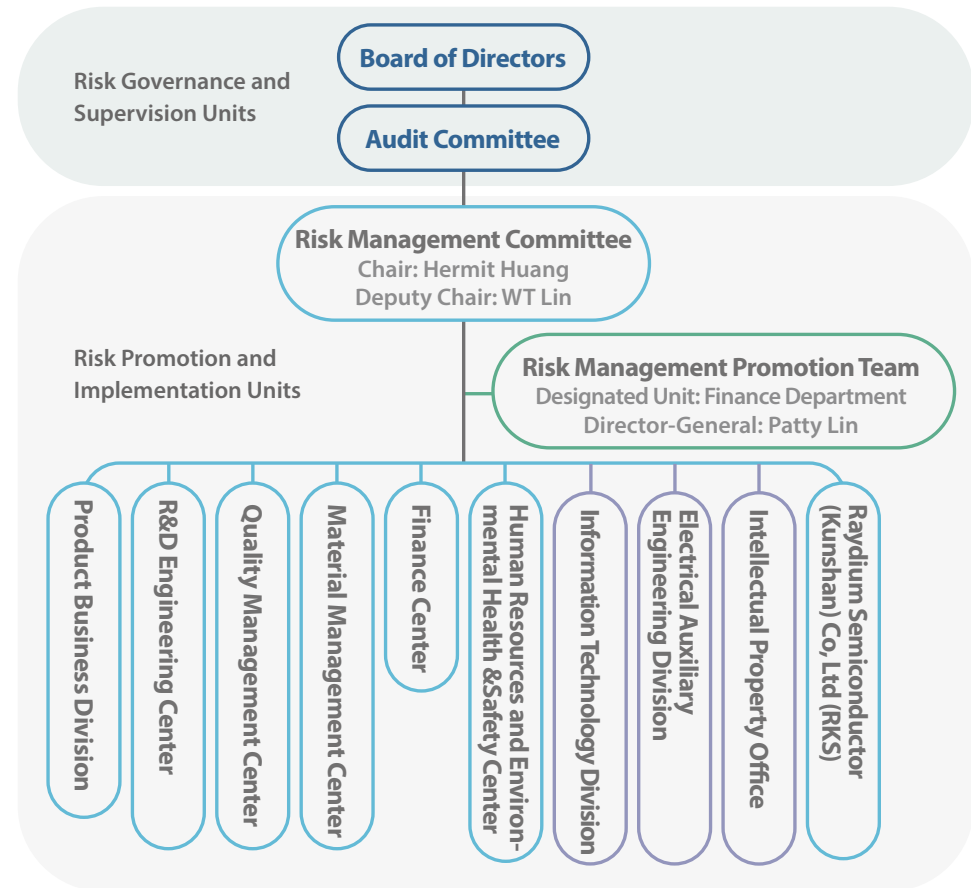 Risk Governance and
Supervision Units
Board of Directors
Audit Committee
Risk Management Committee
Chair: Hermit Huang
Deputy Chair: WT Lin
Risk Promotion and
Implementation Units
Risk Management Promotion Team
Designated Unit: Finance Department
Director-General: Patty Lin
Product Business Division
R&D Engineering Center
Quality Management Center
Material Management Center
Finance Center
Human Resources and Environ-
mental Health &Safety Center
Information Technology Division
Electrical Auxiliary
Engineering Division
Intellectual Property Office
Raydium Semiconductor
(Kunshan) Co, Ltd (RKS)